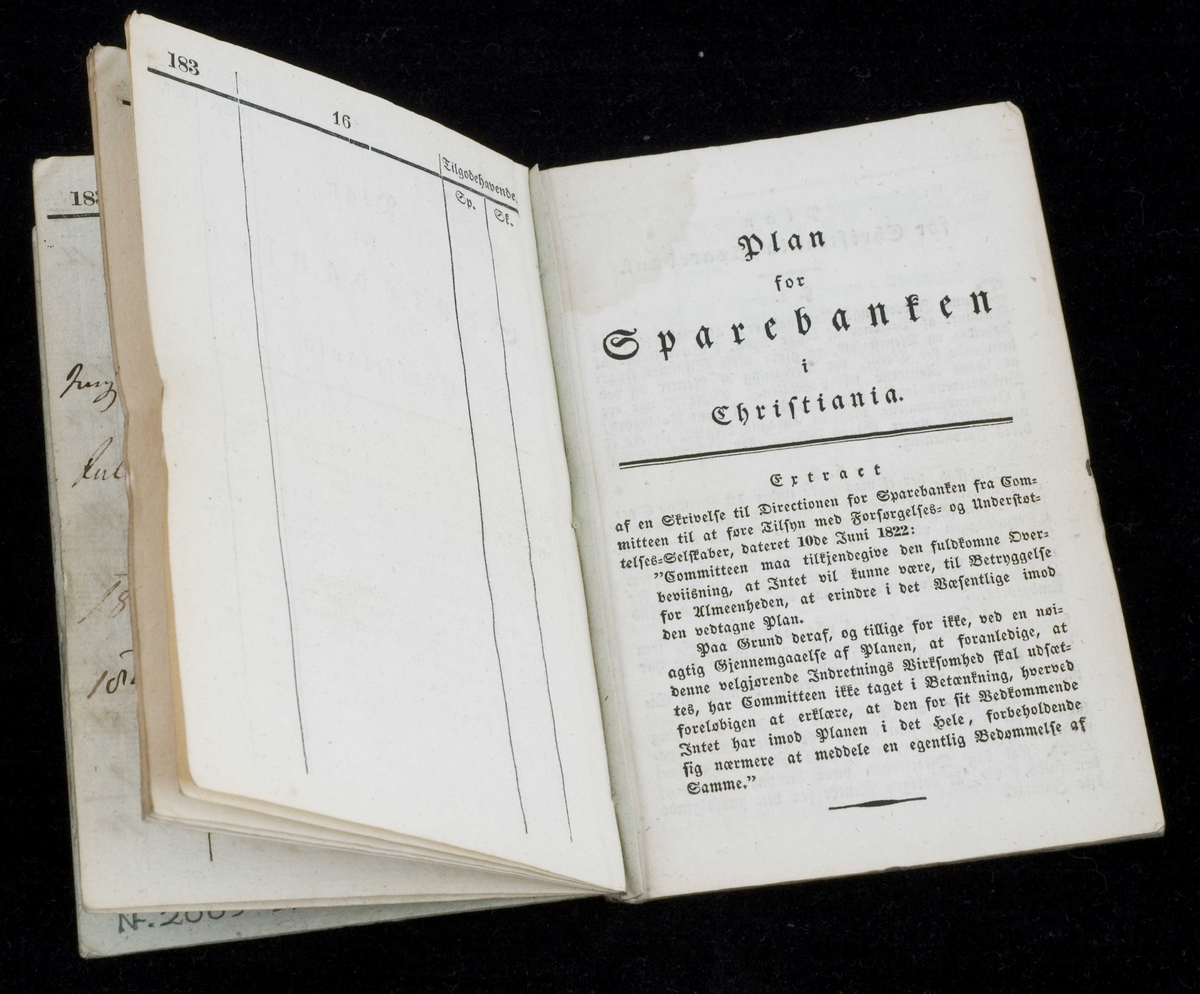 183
16
Tilgodehavende.
Sp. Sk.
183
18
Plan
for
Sparebanken
i
Christiania.
Extract
af en Skrivelse til Directionen for Sparebanken fra Com-
mitteen til at føre Tilsyn med Forsørgelses- og Understøt-
telses-Selskaber, dateret 10de Juni 1822:
"Committeen maa tilkjendegive den fuldkomne Over-
beviisning, at Intet vil kunne være, til Betryggelse
for Almeenheden, at erindre i det Væsentlige imod
den vedtagne Plan.
Paa Grund deraf, og tillige for ikke, ved en nøi-
agtig Gjennemgaaelse af Planen, at foranledige, at
denne velgjørende Indretnings Virksomhed skal udsæt-
tes, har Committeen ikke taget i Betænkning, hverved
foreløbigen at erklære, at den for sit Vedkommende
Intet har imod Planen i det Hele, forbeholdende
sig nærmere at meddele en egentlig Bedømmelse af
Samme."